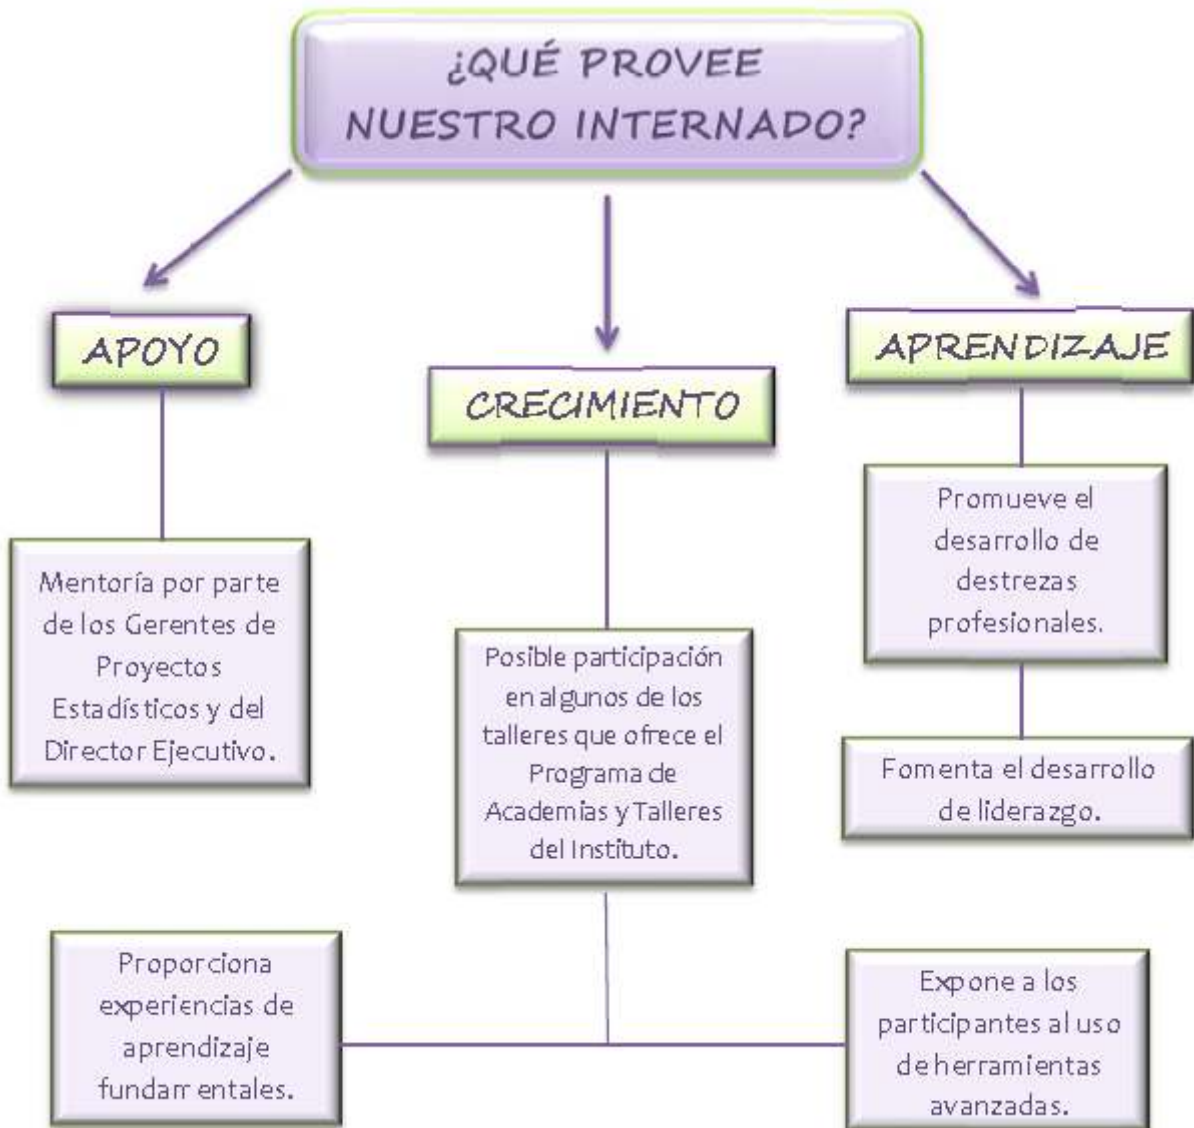 ¿QUÉ PROVEE
NUESTRO INTERNADO?
APOYO
Mentoría por parte
de los Gerentes de
Proyectos
Estadísticos y del
Director Ejecutivo.
CRECIMIENTO
Posible participación
en algunos de los
talleres que ofrece el
Programa de
Academias y Talleres
del Instituto.
Proporciona
experiencias de
aprendizaje
fundamentales.
Expone a los
participantes al uso
de herramientas
avanzadas.
APRENDIZAJE
Promueve el
desarrollo de
destrezas
profesionales.
Fomenta el desarrollo
de liderazgo.